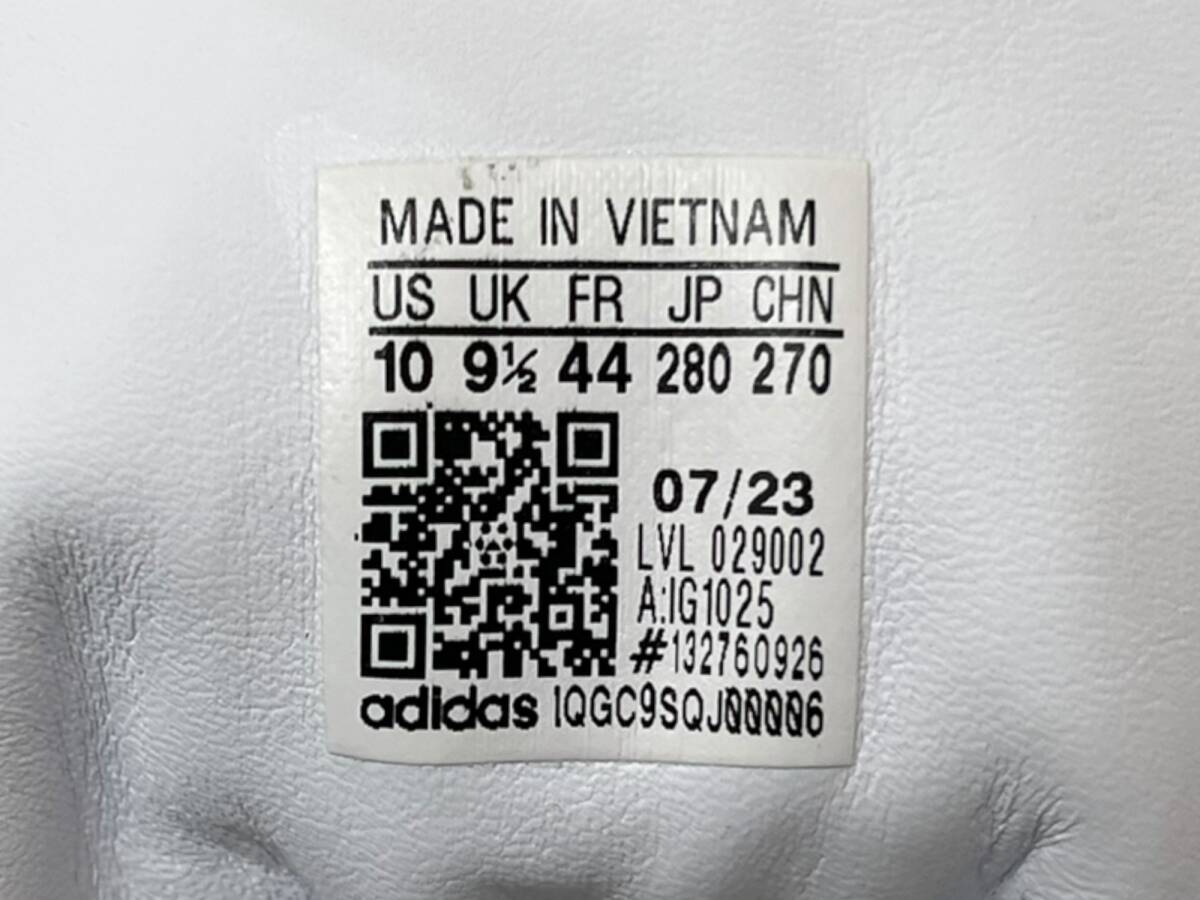 MADE IN VIETNAM
US UK FR JP CHN
10 9½ 44 280 270
07/23
LVL 029002
A:IG1025
#132760926
adidas 1QGC9SQJ00006